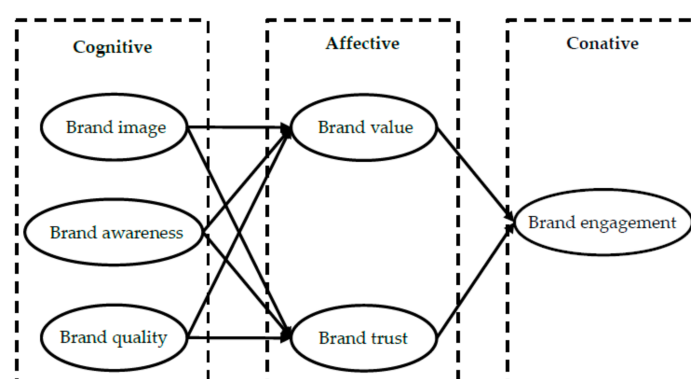 Cognitive
Affective
Conative
Brand image
Brand value
Brand awareness
Brand engagement
Brand quality
Brand trust